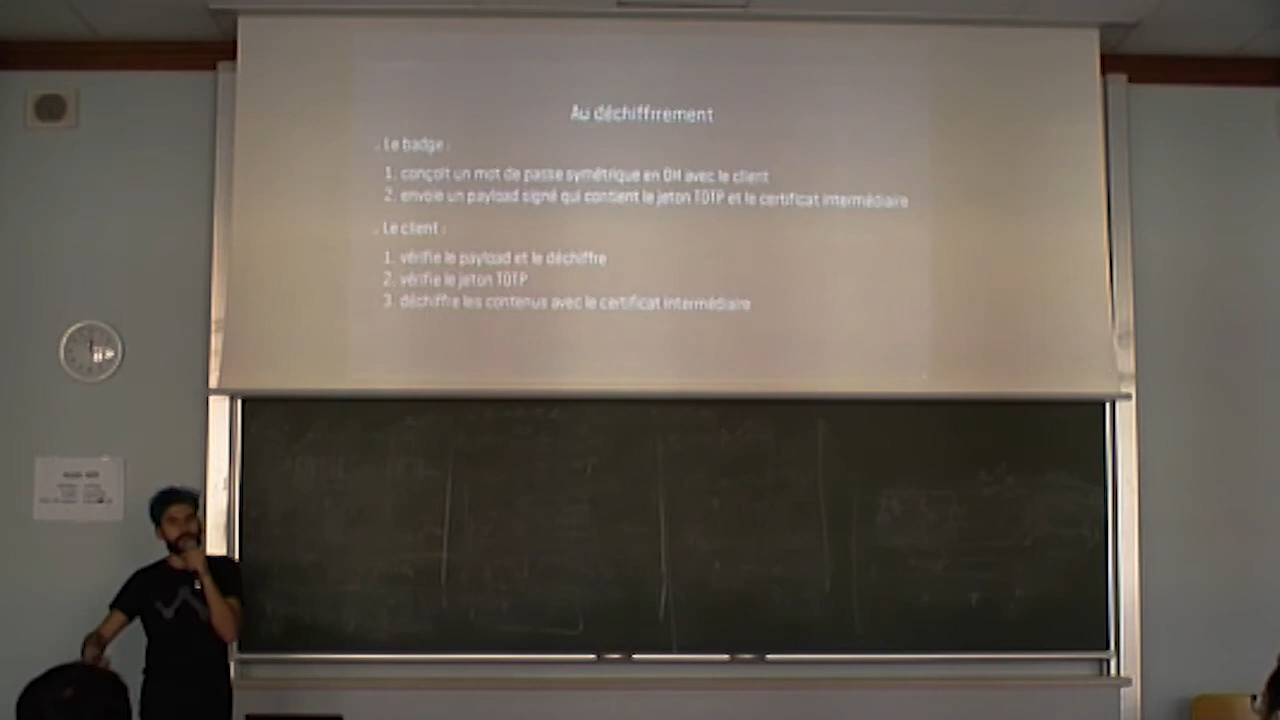 Au déchiffrement
. Le badge :
1. conçoit un mot de passe symétrique en DH avec le client
2. envoie un payload signé qui contient le jeton TOTP et le certificat intermédiaire
. Le client :
1. vérifie le payload et le déchiffre
2. vérifie le jeton TOTP
3. déchiffre les contenus avec le certificat intermédiaire